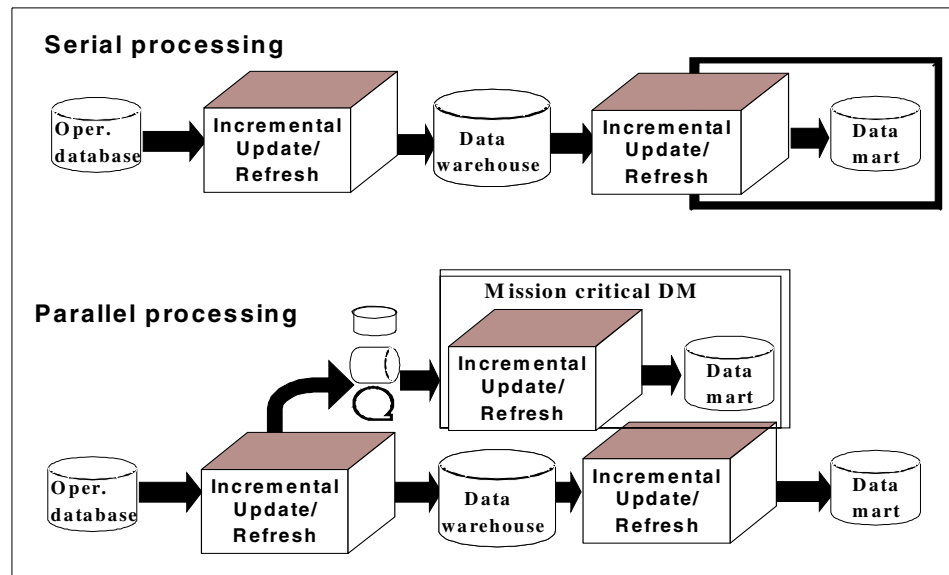 Serial processing
Oper.
database
Incremental
Update/
Refresh
Data
warehouse
Incremental
Update/
Refresh
Data
mart
Parallel processing
Mission critical DM
Incremental
Update/
Refresh
Data
mart
Oper.
database
Incremental
Update/
Refresh
Data
warehouse
Incremental
Update/
Refresh
Data
mart